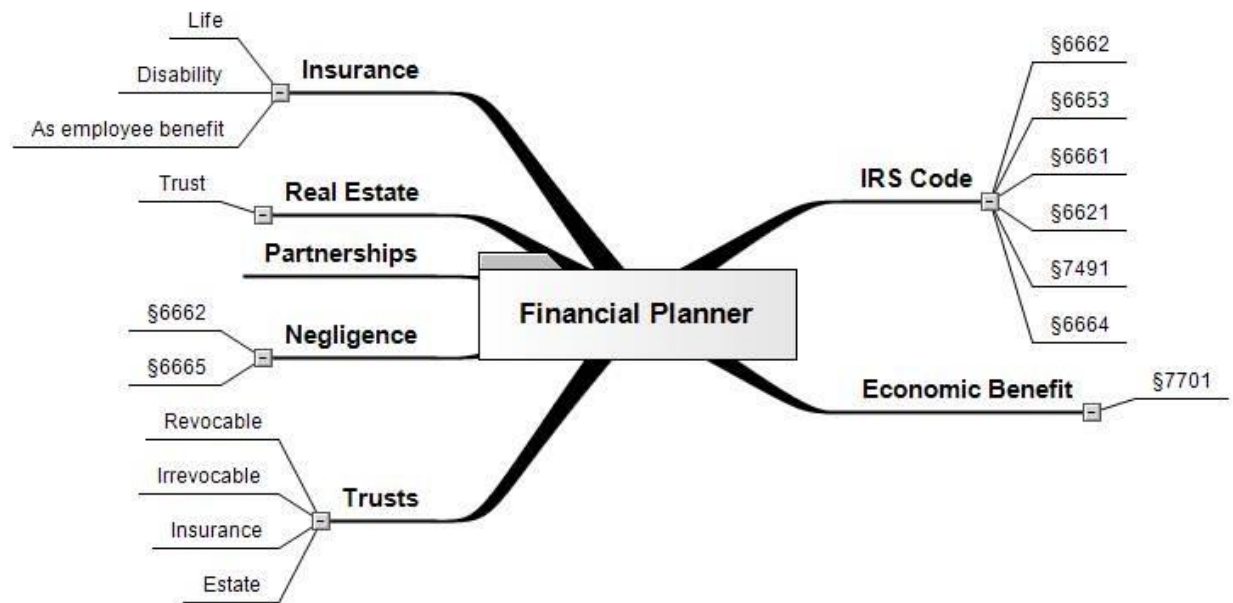 Financial Planner
Insurance
Life
Disability
As employee benefit
Real Estate
Trust
Partnerships
Negligence
§6662
§6665
Trusts
Revocable
Irrevocable
Insurance
Estate
IRS Code
§6662
§6653
§6661
§6621
§7491
§6664
Economic Benefit
§7701